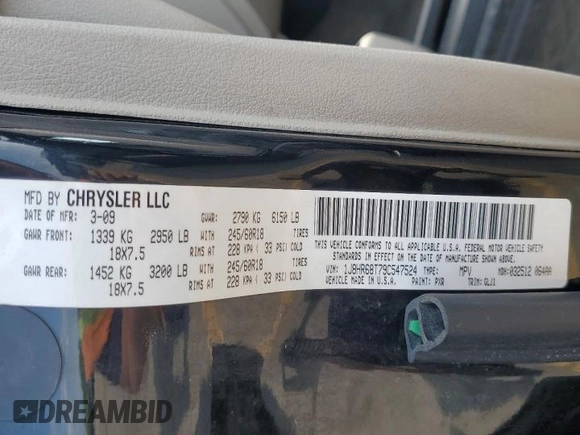 MFD BY CHRYSLER LLC
DATE OF MFR: 3-09 GVWR: 2790 KG 6150 LB
GAWR FRONT: 1339 KG 2950 LB WITH 245/60R18 TIRES
18X7.5 RIMS AT 228 KPA ( 33 PSI) COLD
GAWR REAR: 1452 KG 3200 LB WITH 245/60R18 TIRES
18X7.5 RIMS AT 228 KPA ( 33 PSI) COLD
THIS VEHICLE CONFORMS TO ALL APPLICABLE U.S.A. FEDERAL MOTOR VEHICLE SAFETY
STANDARDS IN EFFECT ON THE DATE OF MANUFACTURE SHOWN ABOVE.
VIN: 1J8HR68T79C547524 TYPE: MPV MDH: 032512 064AA
VEHICLE MADE IN U.S.A. PAINT: PXR TRIM: GLJ1
DREAMBID